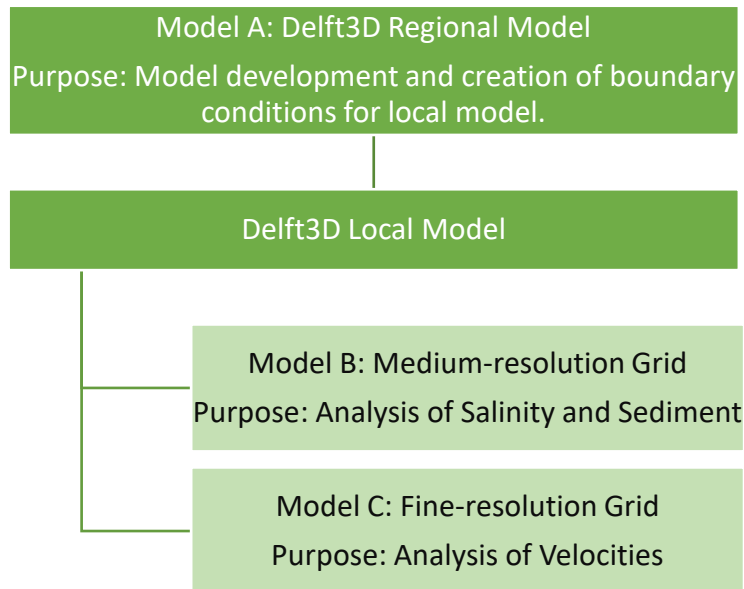 Model A: Delft3D Regional Model
Purpose: Model development and creation of boundary
conditions for local model.
Delft3D Local Model
Model B: Medium-resolution Grid
Purpose: Analysis of Salinity and Sediment
Model C: Fine-resolution Grid
Purpose: Analysis of Velocities